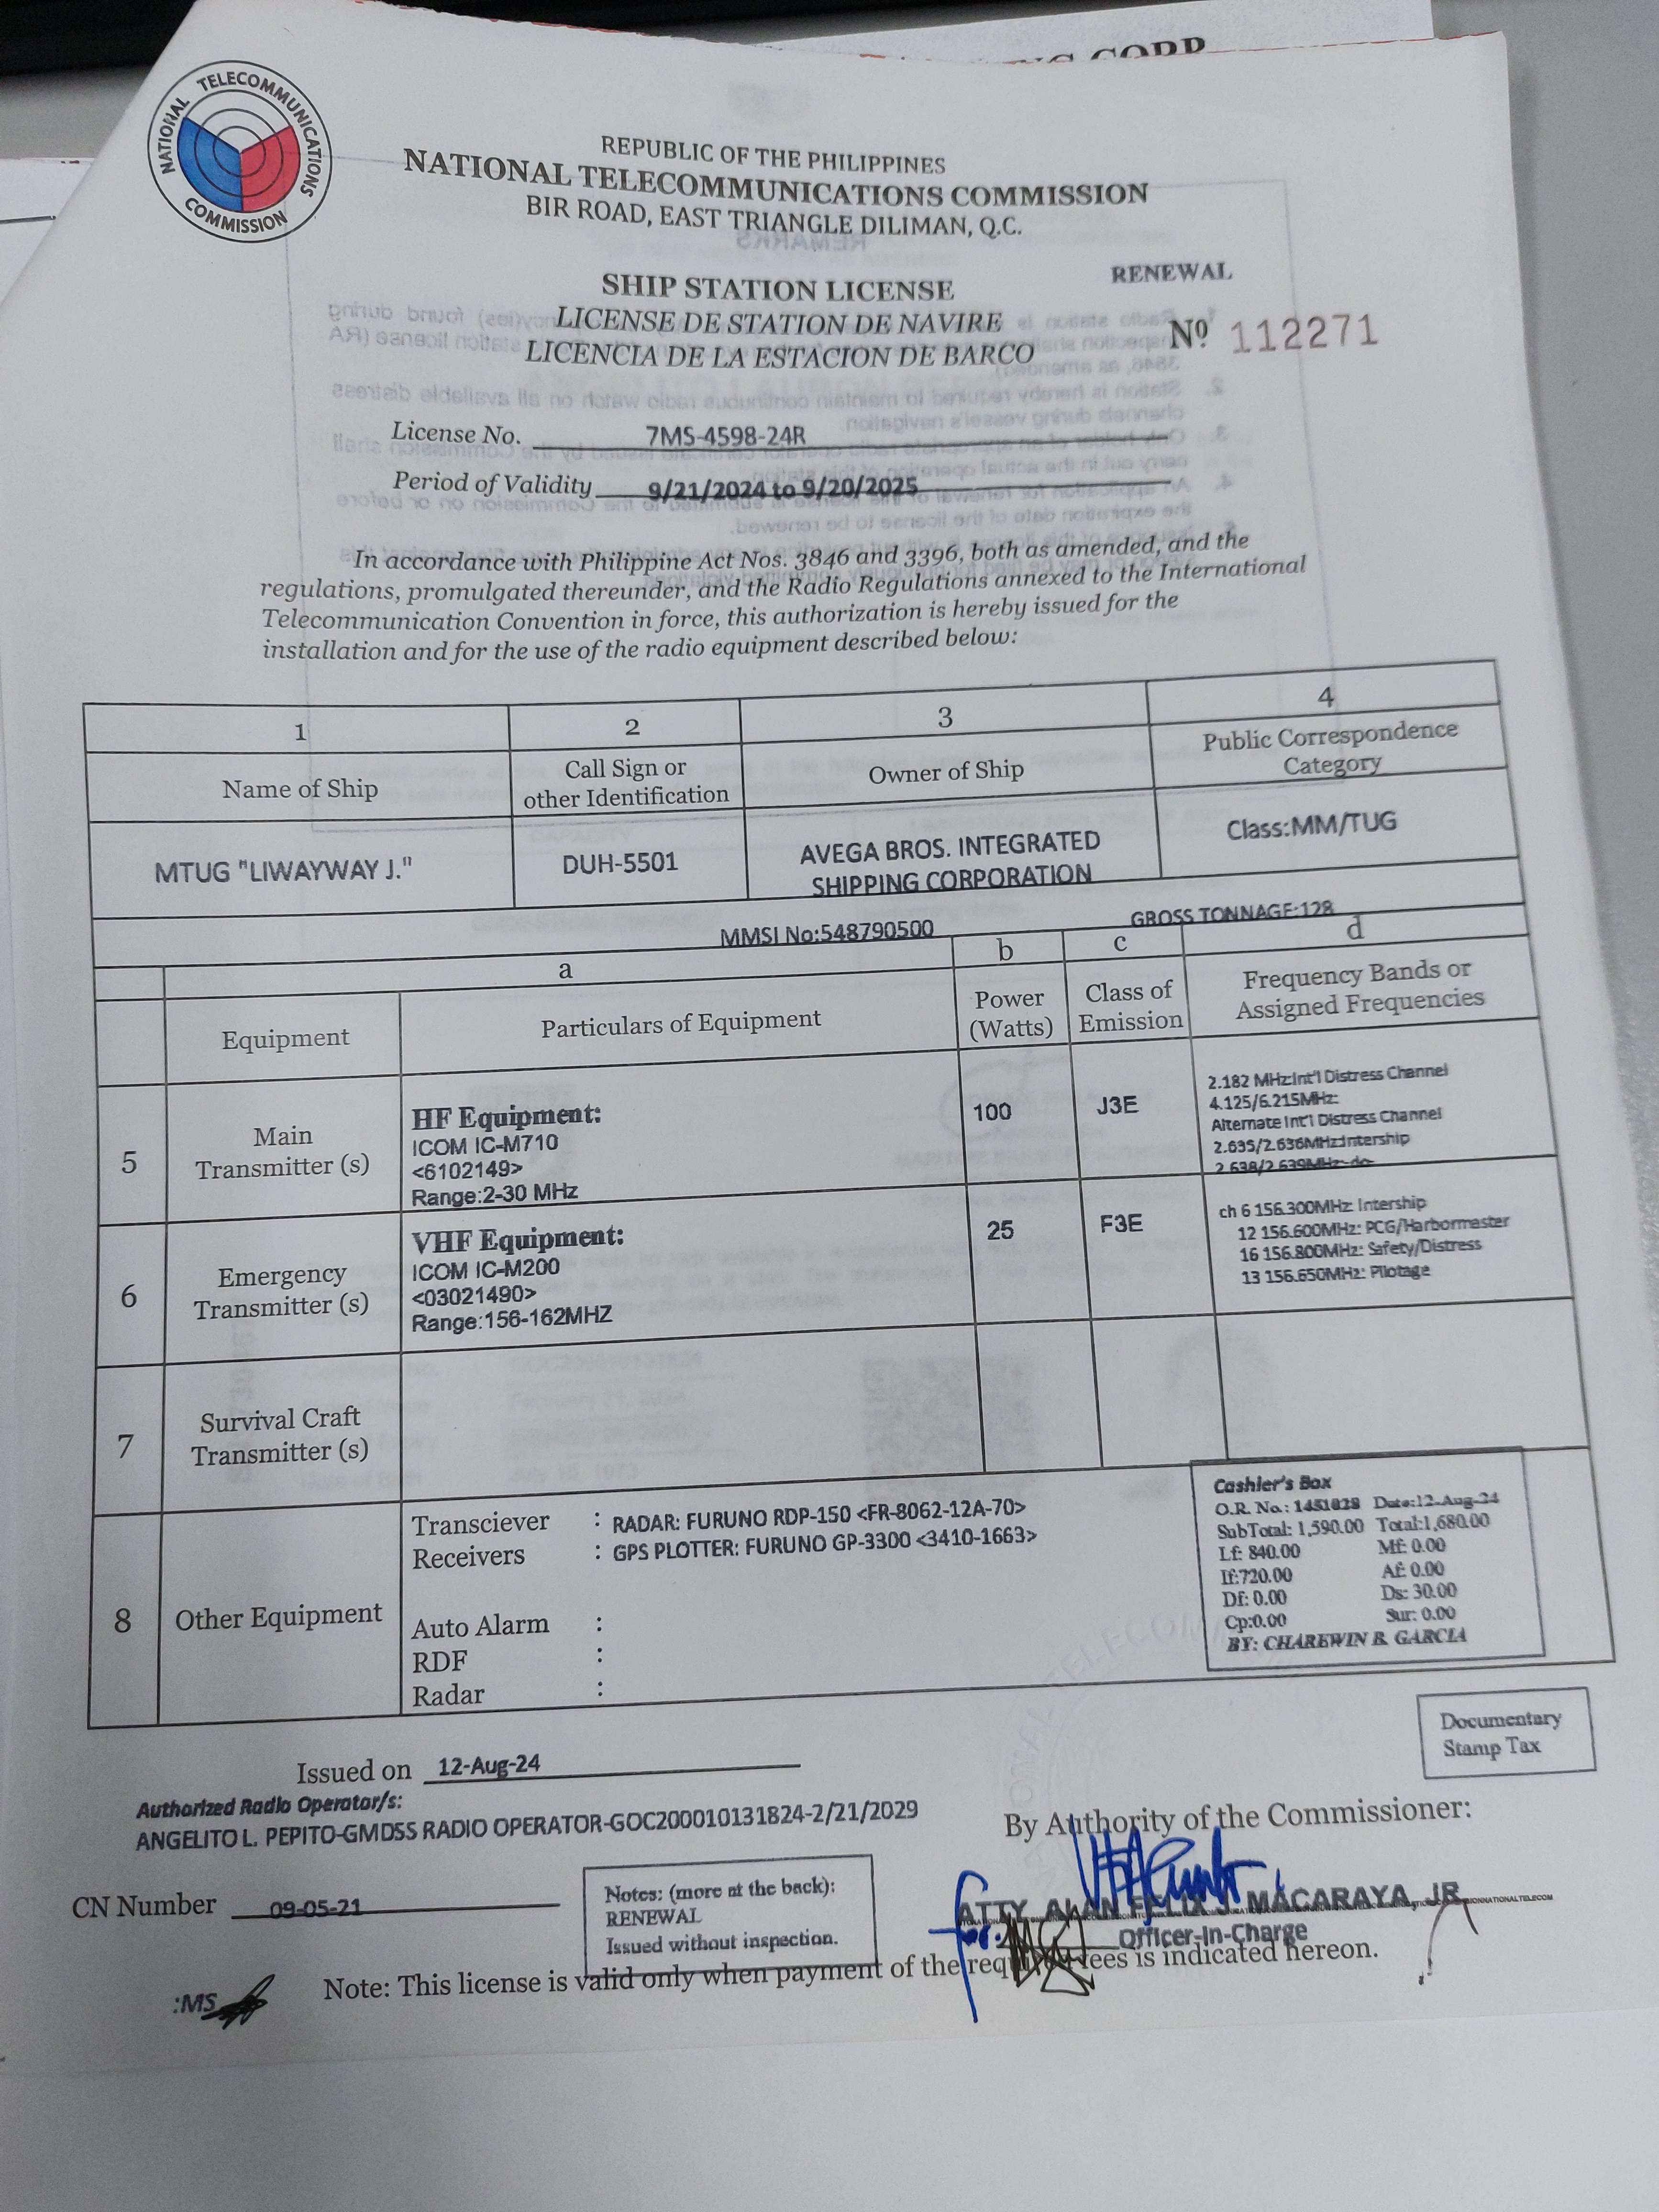 NG CORP
NATIONAL TELECOMMUNICATIONS COMMISSION
REPUBLIC OF THE PHILIPPINES
NATIONAL TELECOMMUNICATIONS COMMISSION
BIR ROAD, EAST TRIANGLE DILIMAN, Q.C.
RENEWAL
SHIP STATION LICENSE
LICENSE DE STATION DE NAVIRE
LICENCIA DE LA ESTACION DE BARCO
Nº 112271
License No. 7MS-4598-24R
Period of Validity 9/21/2024 to 9/20/2025
In accordance with Philippine Act Nos. 3846 and 3396, both as amended, and the
regulations, promulgated thereunder, and the Radio Regulations annexed to the International
Telecommunication Convention in force, this authorization is hereby issued for the
installation and for the use of the radio equipment described below:
1 2 3 4
Name of Ship
Call Sign or
other Identification
Owner of Ship
Public Correspondence
Category
MTUG "LIWAYWAY J."
DUH-5501
AVEGA BROS. INTEGRATED
SHIPPING CORPORATION
Class:MM/TUG
MMSI No:548790500 GROSS TONNAGE:128
a b c d
Equipment
Particulars of Equipment
Power
(Watts)
Class of
Emission
Frequency Bands or
Assigned Frequencies
5
Main
Transmitter (s)
HF Equipment:
ICOM IC-M710
<6102149>
Range:2-30 MHz
100
J3E
2.182 MHz:Int'l Distress Channel
4.125/6.215MHz:
Alternate Int'l Distress Channel
2.635/2.636MHz:Intership
2.638/2.639MHz-do-
6
Emergency
Transmitter (s)
VHF Equipment:
ICOM IC-M200
<03021490>
Range:156-162MHZ
25
F3E
ch 6 156.300MHz: Intership
12 156.600MHz: PCG/Harbormaster
16 156.800MHz: Safety/Distress
13 156.650MHz: Pilotage
7
Survival Craft
Transmitter (s)
8
Other Equipment
Transciever : RADAR: FURUNO RDP-150 <FR-8062-12A-70>
Receivers : GPS PLOTTER: FURUNO GP-3300 <3410-1663>
Auto Alarm :
RDF :
Radar :
Cashier's Box
O.R. No.: 1451028 Date:12-Aug-24
SubTotal: 1,590.00 Total:1,680.00
Lf: 840.00 Mf: 0.00
If:720.00 Af: 0.00
Df: 0.00 Ds: 30.00
Cp:0.00 Sur: 0.00
BY: CHAREWIN B. GARCIA
Documentary
Stamp Tax
Issued on 12-Aug-24
Authorized Radio Operator/s:
ANGELITO L. PEPITO-GMDSS RADIO OPERATOR-GOC200010131824-2/21/2029
By Authority of the Commissioner:
CN Number 09-05-21
Notes: (more at the back):
RENEWAL
Issued without inspection.
ATTY. ALAN FELIX J. MACARAYA, JR.
for: Officer-In-Charge
Note: This license is valid only when payment of the required fees is indicated hereon.
:MS